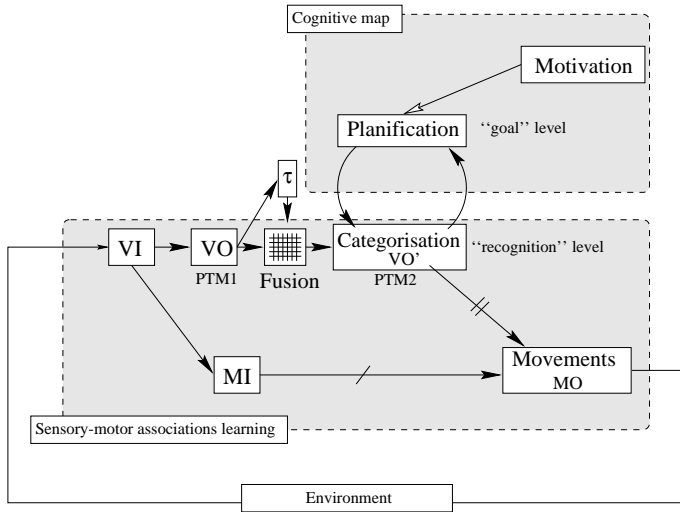 Cognitive map
Motivation
Planification
‘‘goal’’ level
τ
VI
VO
PTM1
Fusion
Categorisation
VO’
PTM2
‘‘recognition’’ level
MI
Movements
MO
Sensory-motor associations learning
Environment